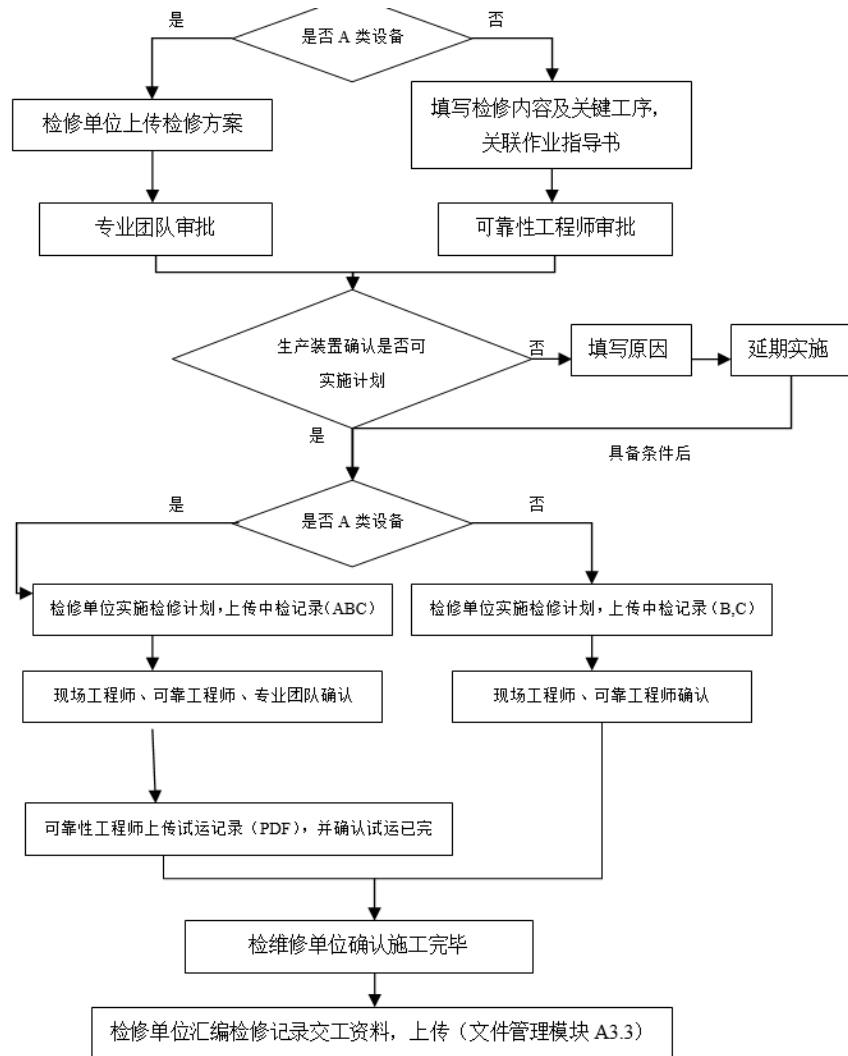 是
是否 A 类设备
否
检修单位上传检修方案
填写检修内容及关键工序，
关联作业指导书
专业团队审批
可靠性工程师审批
生产装置确认是否可
实施计划
否
填写原因
延期实施
是
具备条件后
是
是否 A 类设备
否
检修单位实施检修计划，上传中检记录（ABC）
检修单位实施检修计划，上传中检记录（B,C）
现场工程师、可靠工程师、专业团队确认
现场工程师、可靠工程师确认
可靠性工程师上传试运记录（PDF），并确认试运已完
检维修单位确认施工完毕
检修单位汇编检修记录交工资料，上传（文件管理模块 A3.3）